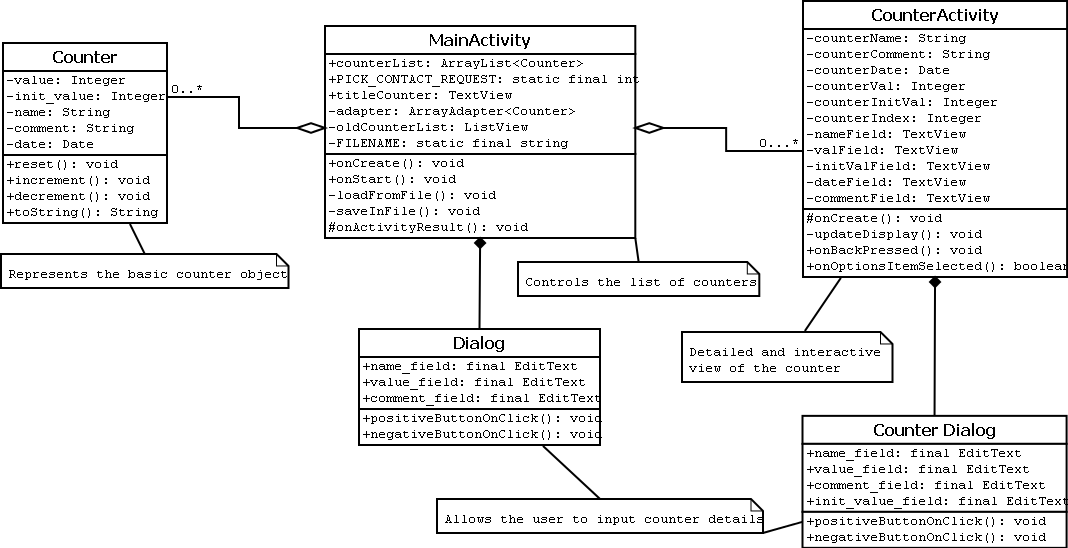 Counter
-value: Integer
-init_value: Integer
-name: String
-comment: String
-date: Date
+reset(): void
+increment(): void
+decrement(): void
+toString(): String
0..*
Represents the basic counter object
MainActivity
+counterList: ArrayList<Counter>
+PICK_CONTACT_REQUEST: static final int
+titleCounter: TextView
-adapter: ArrayAdapter<Counter>
-oldCounterList: ListView
-FILENAME: static final string
+onCreate(): void
+onStart(): void
-loadFromFile(): void
-saveInFile(): void
#onActivityResult(): void
Controls the list of counters
0...*
CounterActivity
-counterName: String
-counterComment: String
-counterDate: Date
-counterVal: Integer
-counterInitVal: Integer
-counterIndex: Integer
-nameField: TextView
-valField: TextView
-initValField: TextView
-dateField: TextView
-commentField: TextView
#onCreate(): void
-updateDisplay(): void
+onBackPressed(): void
+onOptionsItemSelected(): boolean
Detailed and interactive
view of the counter
Dialog
+name_field: final EditText
+value_field: final EditText
+comment_field: final EditText
+positiveButtonOnClick(): void
+negativeButtonOnClick(): void
Allows the user to input counter details
Counter Dialog
+name_field: final EditText
+value_field: final EditText
+comment_field: final EditText
+init_value_field: final EditText
+positiveButtonOnClick(): void
+negativeButtonOnClick(): void